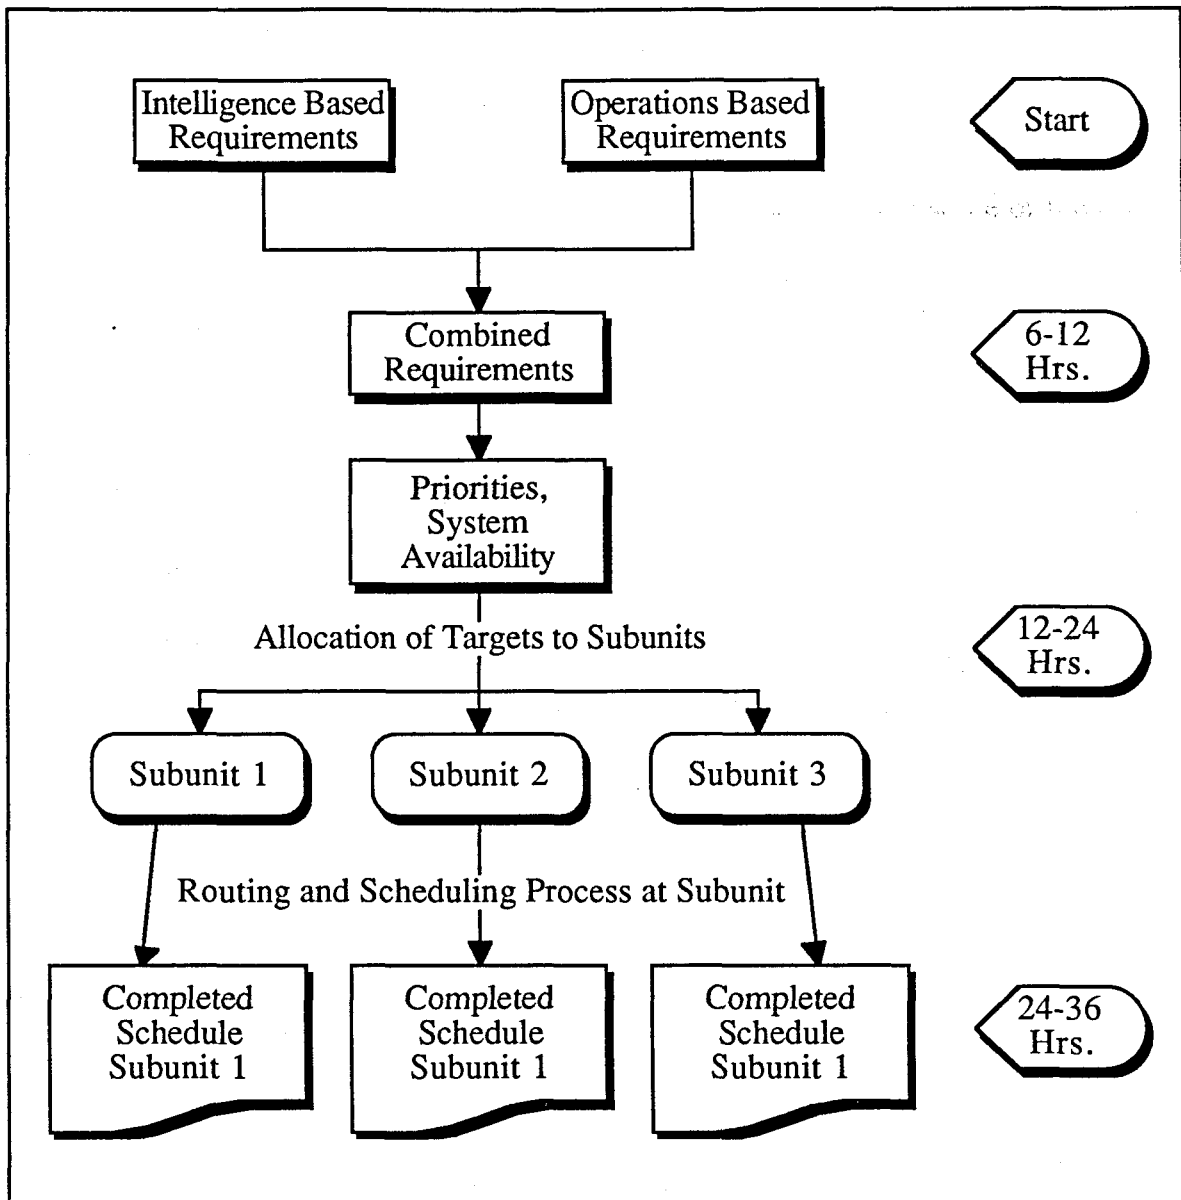 Intelligence Based
Requirements
Operations Based
Requirements
Start
Combined
Requirements
6-12
Hrs.
Priorities,
System
Availability
Allocation of Targets to Subunits
12-24
Hrs.
Subunit 1
Subunit 2
Subunit 3
Routing and Scheduling Process at Subunit
Completed
Schedule
Subunit 1
Completed
Schedule
Subunit 1
Completed
Schedule
Subunit 1
24-36
Hrs.